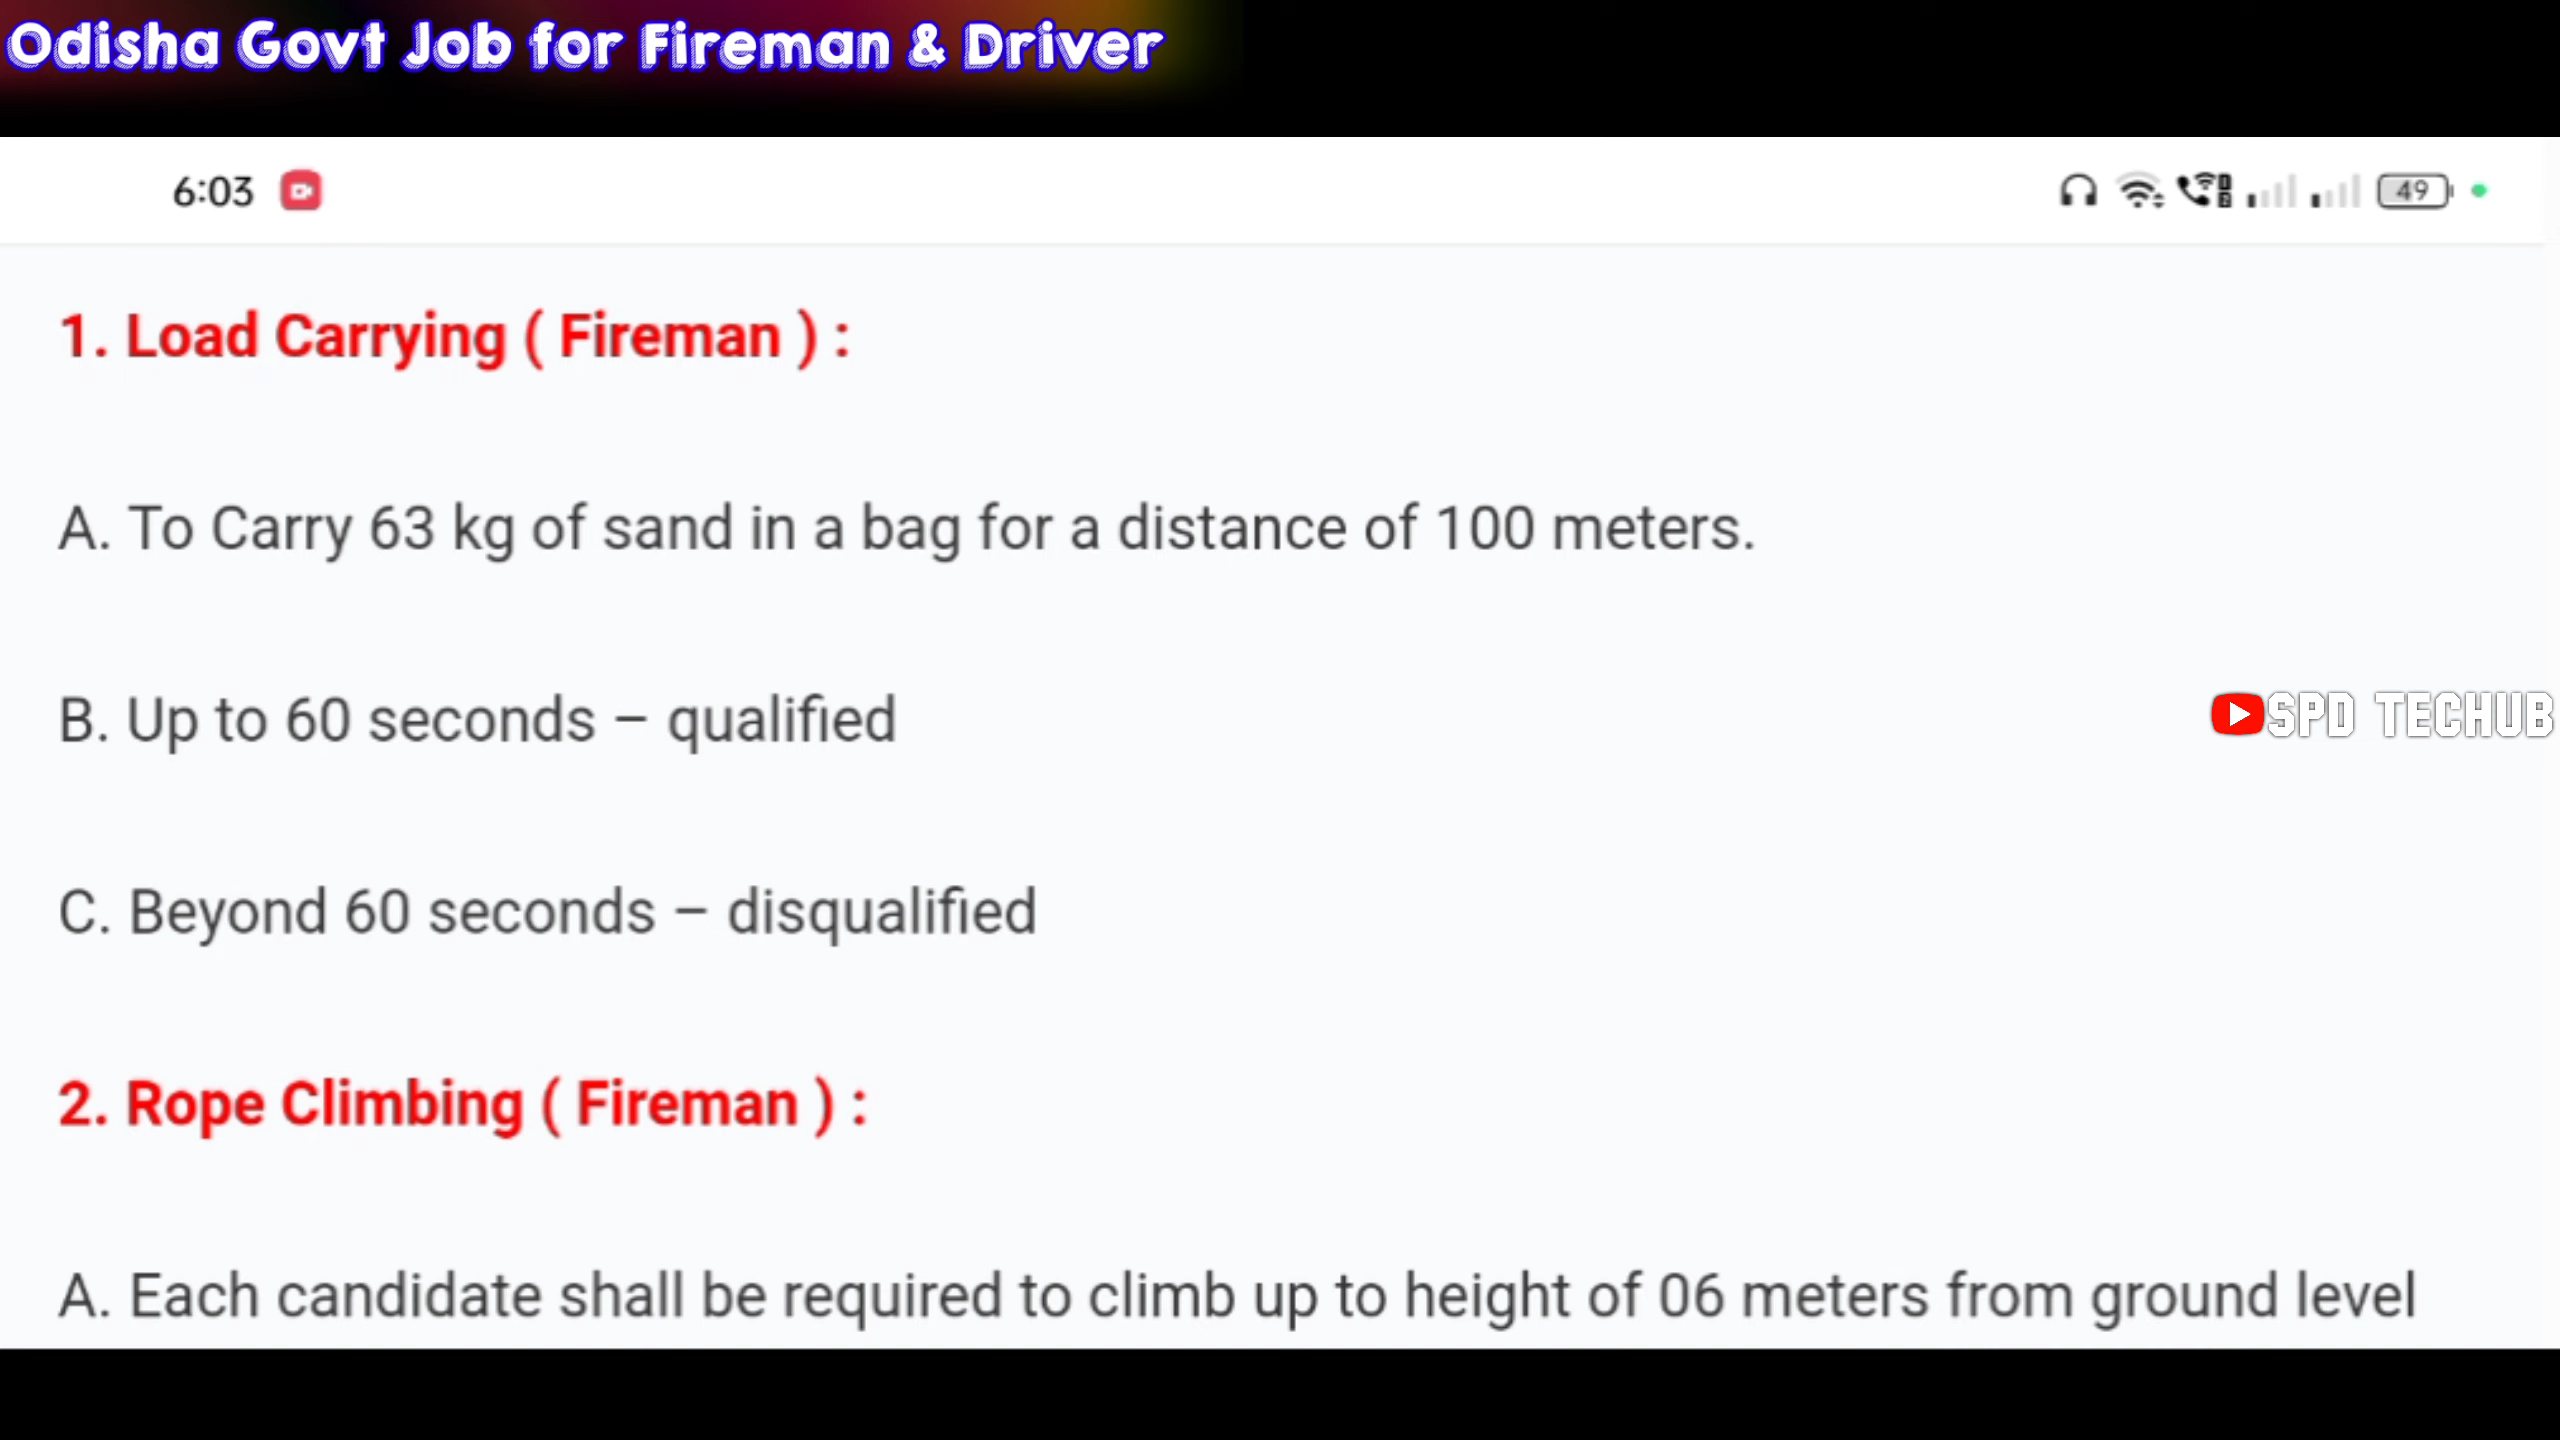 Odisha Govt Job for Fireman & Driver
6:03
49
1. Load Carrying ( Fireman ) :
A. To Carry 63 kg of sand in a bag for a distance of 100 meters.
B. Up to 60 seconds – qualified
SPD TECHUB
C. Beyond 60 seconds – disqualified
2. Rope Climbing ( Fireman ) :
A. Each candidate shall be required to climb up to height of 06 meters from ground level